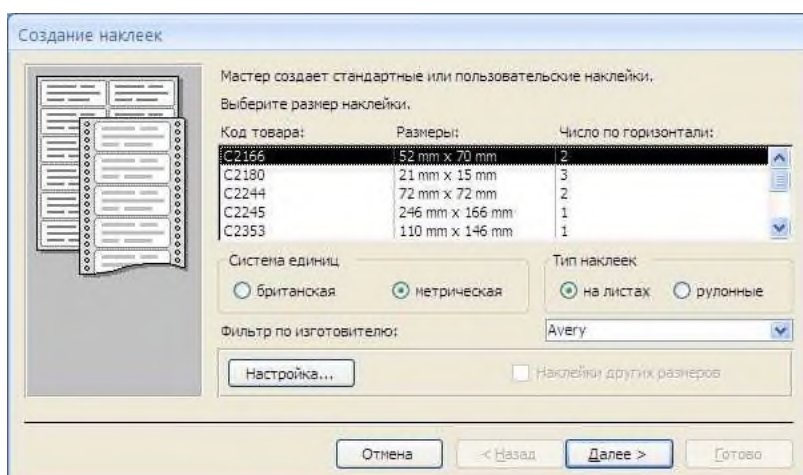 Создание наклеек
Мастер создает стандартные или пользовательские наклейки.
Выберите размер наклейки.
Код товара: Размеры: Число по горизонтали:
C2166 52 mm x 70 mm 2
C2180 21 mm x 15 mm 3
C2244 72 mm x 72 mm 2
C2245 246 mm x 166 mm 1
C2353 110 mm x 146 mm 1
Система единиц Тип наклеек
британская метрическая на листах рулонные
Фильтр по изготовителю: Avery
Настройка... Наклейки других размеров
Отмена < Назад Далее > Готово